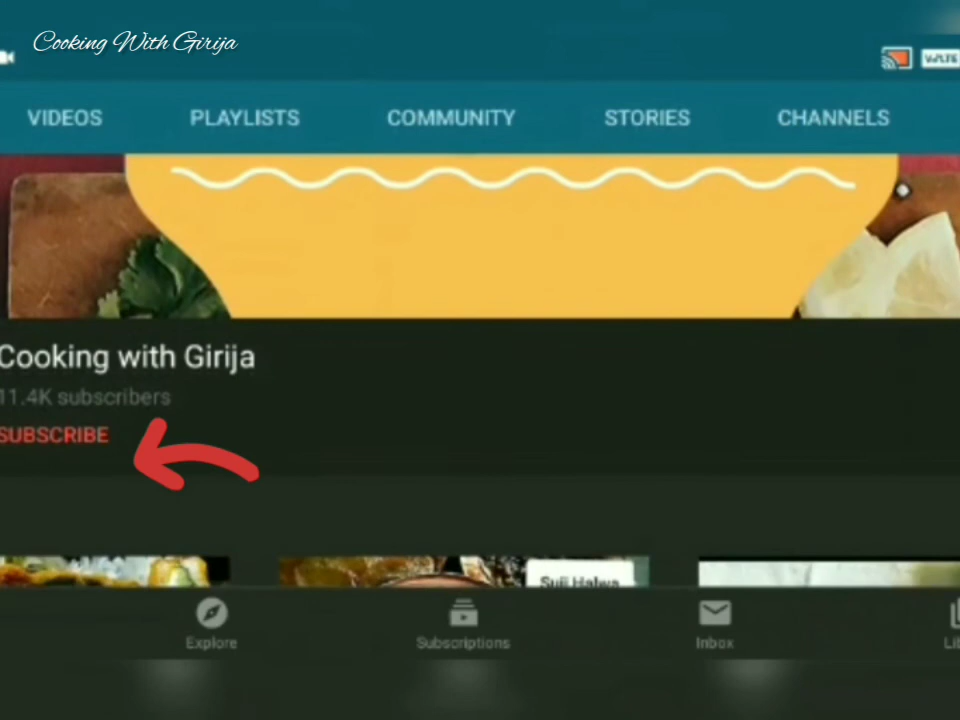 Cooking With Girija
VoLTE
VIDEOS PLAYLISTS COMMUNITY STORIES CHANNELS
Cooking with Girija
11.4K subscribers
SUBSCRIBE
Suji Halwa
Explore Subscriptions Inbox